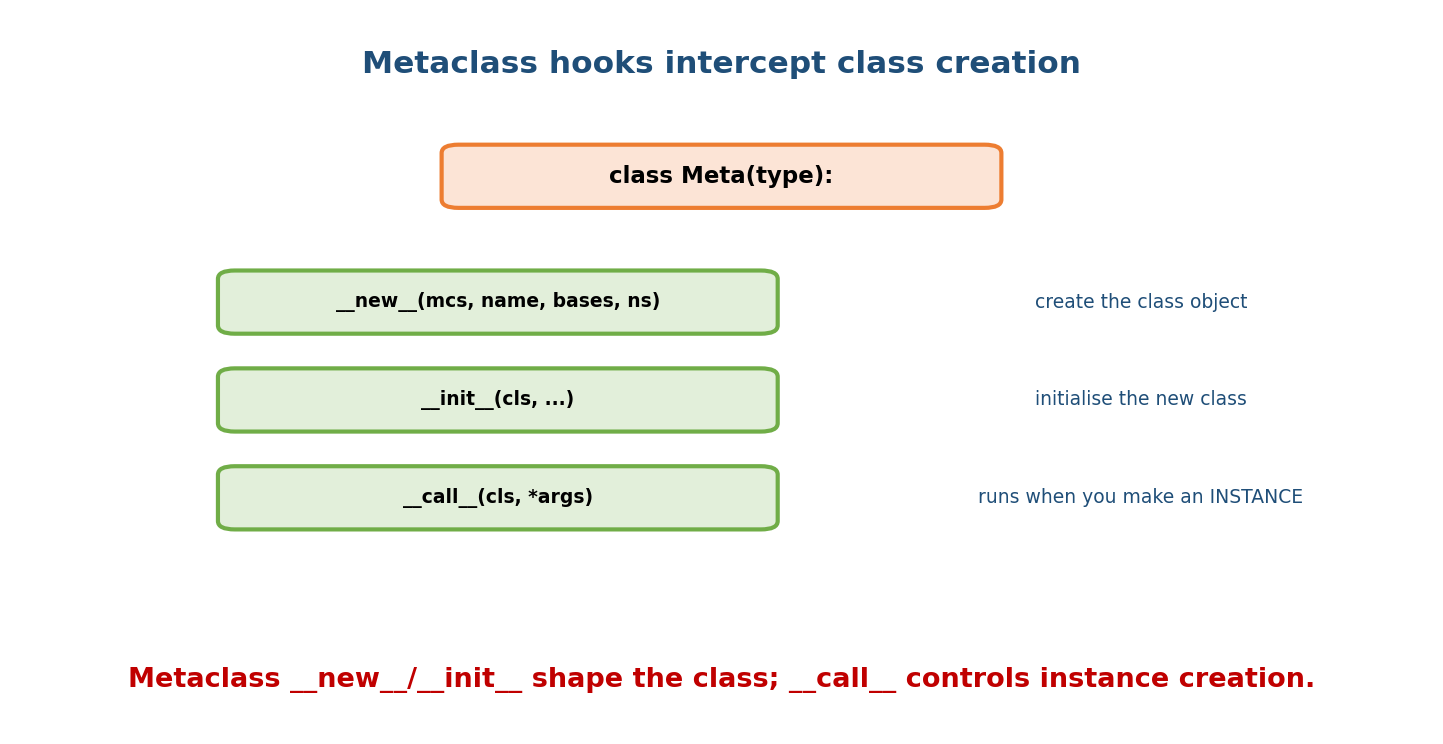 Metaclass hooks intercept class creation
class Meta(type):
__new__(mcs, name, bases, ns)
create the class object
__init__(cls, ...)
initialise the new class
__call__(cls, *args)
runs when you make an INSTANCE
Metaclass __new__/__init__ shape the class; __call__ controls instance creation.